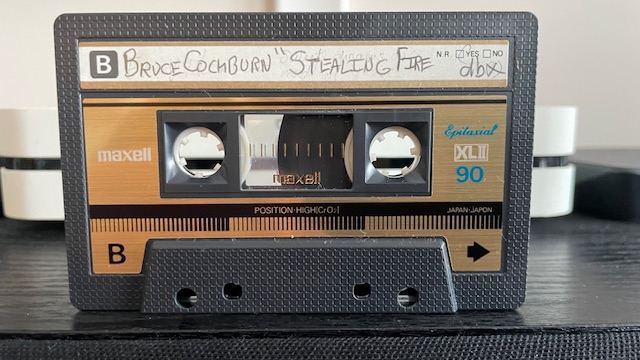 B BRUCE COCKBURN "STEALING FIRE N.R. ☑YES ☐NO
dbx
maxell
maxell
Epitaxial
XLII
90
POSITION·HIGH(CrO₂)
JAPAN·JAPON
B